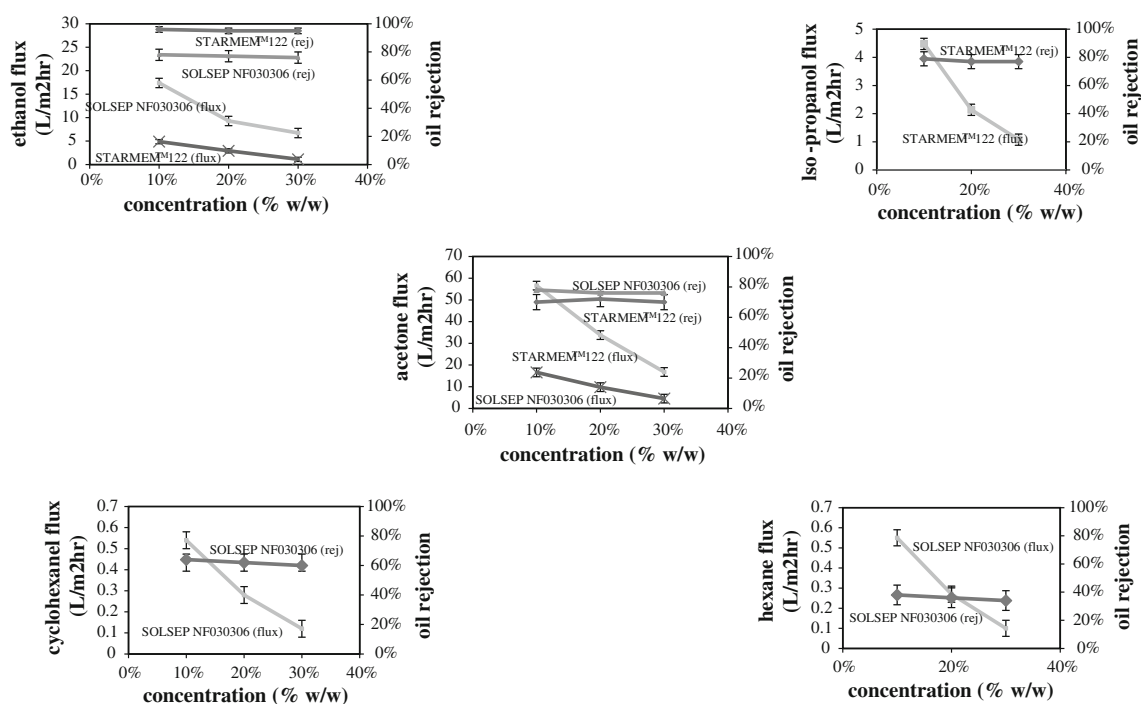 30
25
20
15
10
5
0
ethanol flux
(L/m2hr)
100%
80%
60%
40%
20%
0%
oil rejection
STARMEM™122 (rej)
SOLSEP NF030306 (rej)
SOLSEP NF030306 (flux)
STARMEM™122 (flux)
0% 10% 20% 30% 40%
concentration (% w/w)
5
4
3
2
1
0
Iso -propanol flux
(L/m2hr)
100%
80%
60%
40%
20%
0%
oil rejection
STARMEM™122 (rej)
STARMEM™122 (flux)
0% 20% 40%
concentration (% w/w)
70
60
50
40
30
20
10
0
acetone flux
(L/m2hr)
100%
80%
60%
40%
20%
0%
oil rejection
SOLSEP NF030306 (rej)
STARMEM™122 (rej)
STARMEM™122 (flux)
SOLSEP NF030306 (flux)
0% 10% 20% 30% 40%
concentration (% w/w)
0.7
0.6
0.5
0.4
0.3
0.2
0.1
0
cyclohexanel flux
(L/m2hr)
100%
80%
60%
40%
20%
0%
oil rejection
SOLSEP NF030306 (rej)
SOLSEP NF030306 (flux)
0% 10% 20% 30% 40%
concentration (% w/w)
0.7
0.6
0.5
0.4
0.3
0.2
0.1
0
hexane flux
(L/m2hr)
100%
80%
60%
40%
20%
0%
oil rejection
SOLSEP NF030306 (flux)
SOLSEP NF030306 (rej)
0% 20% 40%
concentration (% w/w)